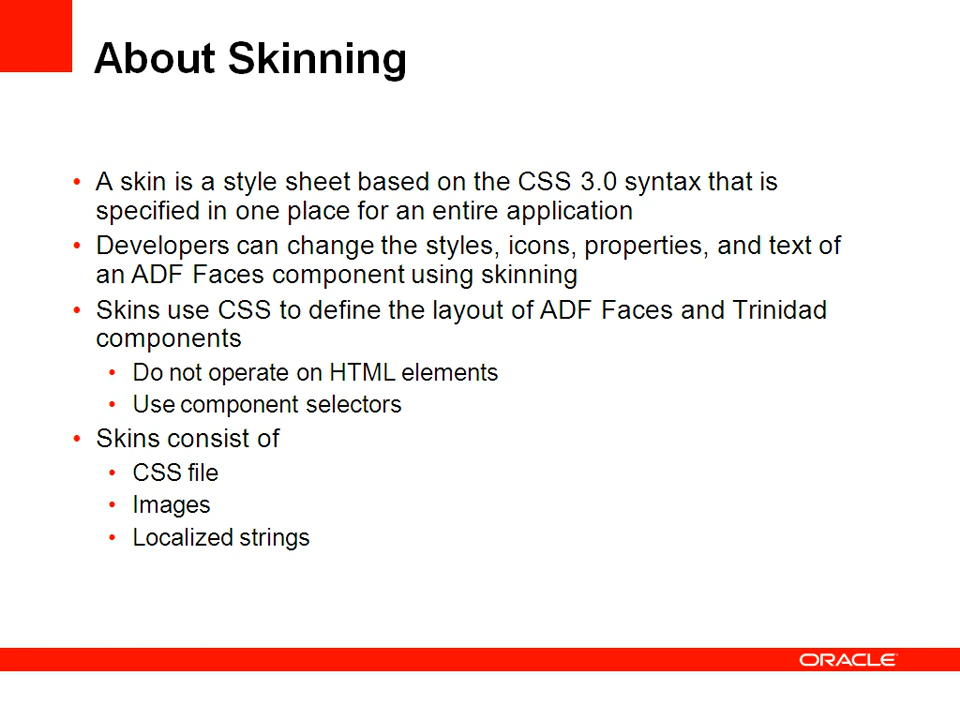 About Skinning
• A skin is a style sheet based on the CSS 3.0 syntax that is
specified in one place for an entire application
• Developers can change the styles, icons, properties, and text of
an ADF Faces component using skinning
• Skins use CSS to define the layout of ADF Faces and Trinidad
components
• Do not operate on HTML elements
• Use component selectors
• Skins consist of
• CSS file
• Images
• Localized strings
ORACLE